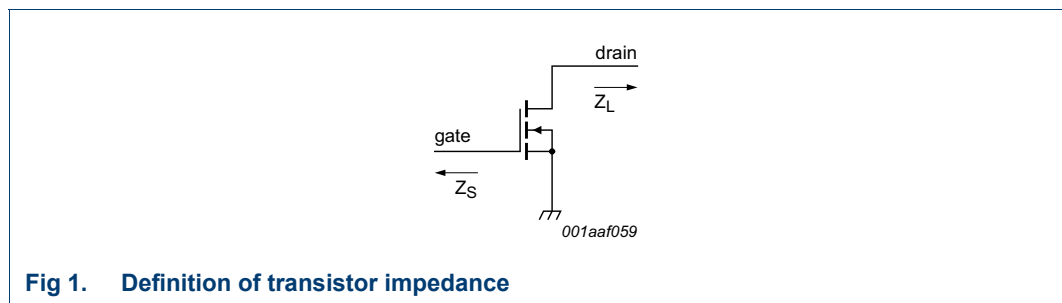 drain
Z_L
gate
Z_S
001aaf059
Fig 1. Definition of transistor impedance